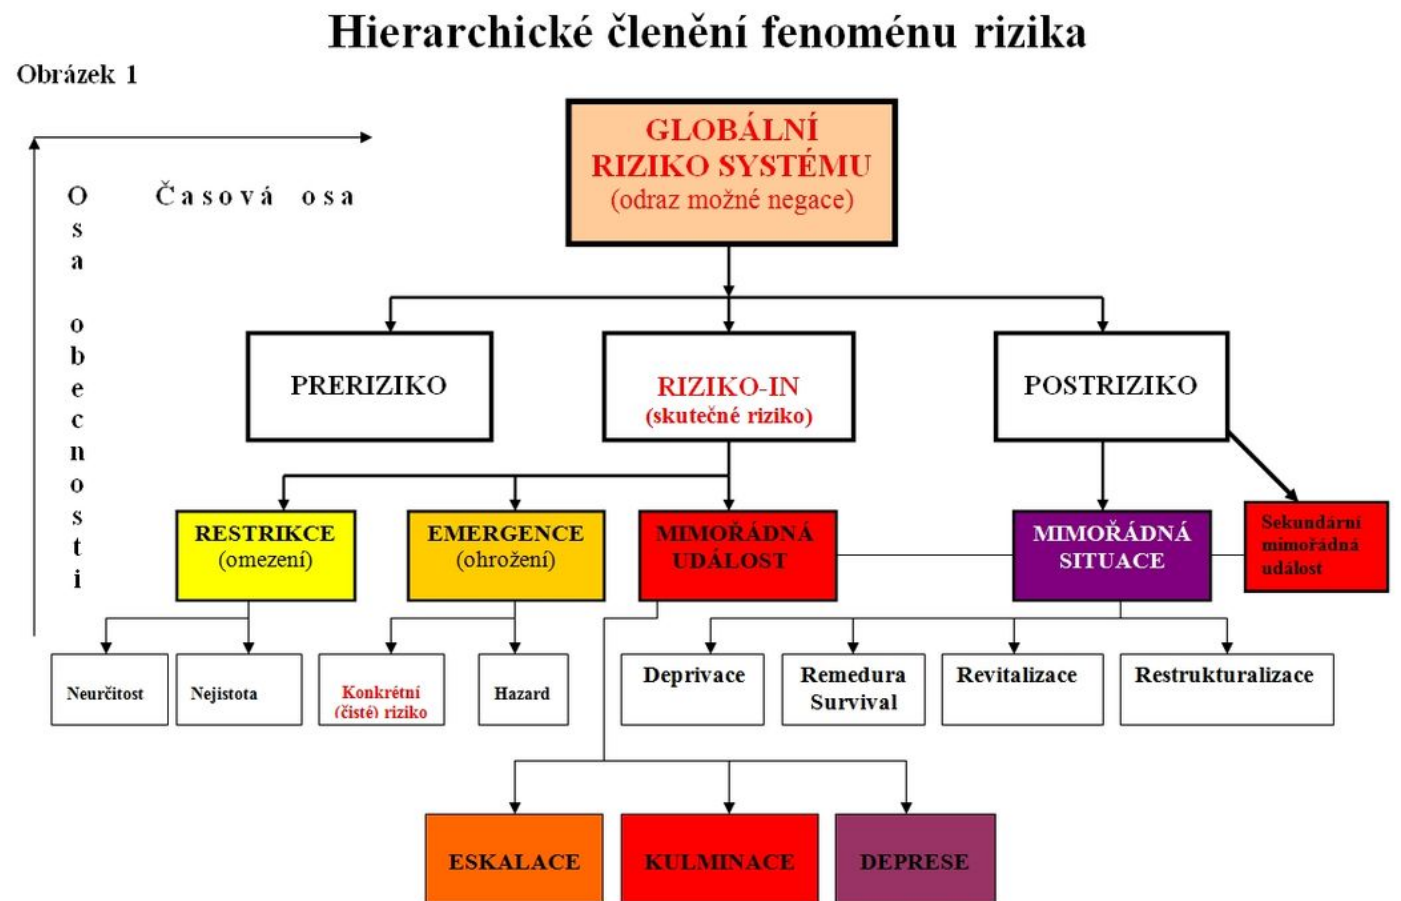 Hierarchické členění fenoménu rizika
Obrázek 1
GLOBÁLNÍ
RIZIKO SYSTÉMU
(odraz možné negace)
Časová osa
Osa obecnosti
PRERIZIKO
RIZIKO-IN
(skutečné riziko)
POSTRIZIKO
RESTRIKCE
(omezení)
EMERGENCE
(ohrožení)
MIMOŘÁDNÁ
UDÁLOST
MIMOŘÁDNÁ
SITUACE
Sekundární
mimořádná
událost
Neurčitost
Nejistota
Konkrétní
(čisté) riziko
Hazard
Deprivace
Remedura
Survival
Revitalizace
Restrukturalizace
ESKALACE
KULMINACE
DEPRESE